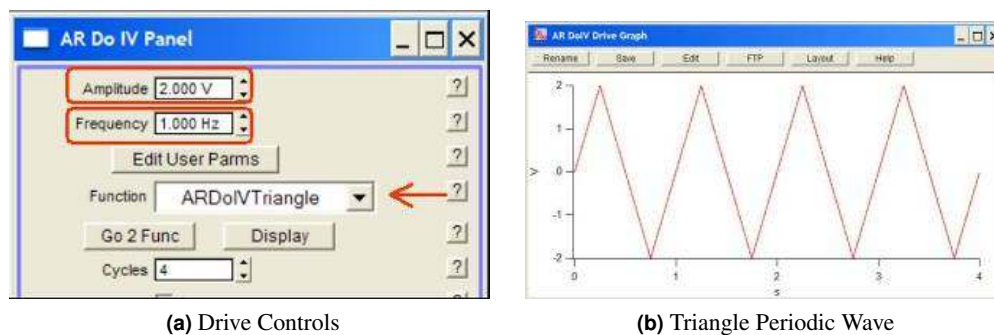 AR Do IV Panel
Amplitude 2.000 V ?
Frequency 1.000 Hz ?
Edit User Parms ?
Function ARDoIVTriangle ?
Go 2 Func Display ?
Cycles 4 ?
(a) Drive Controls
AR DoIV Drive Graph
Rename Save Edit FTP Layout Help
2
1
0
-1
-2
V
0 1 2 3 4
s
(b) Triangle Periodic Wave